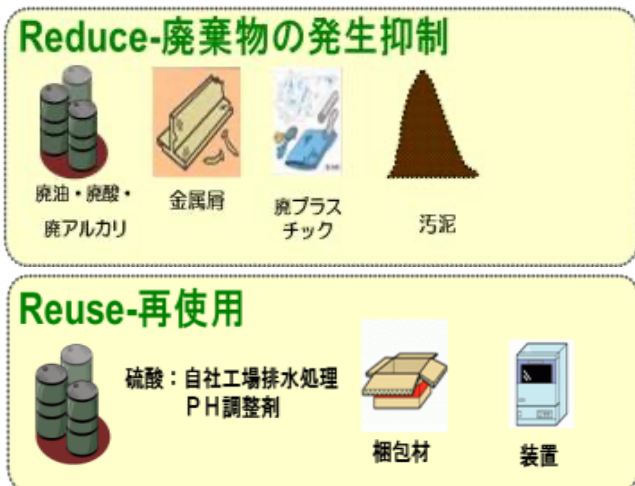 Reduce-廃棄物の発生抑制
廃油・廃酸・
廃アルカリ
金属屑
廃プラス
チック
汚泥
Reuse-再使用
硫酸：自社工場排水処理
ＰＨ調整剤
梱包材
装置